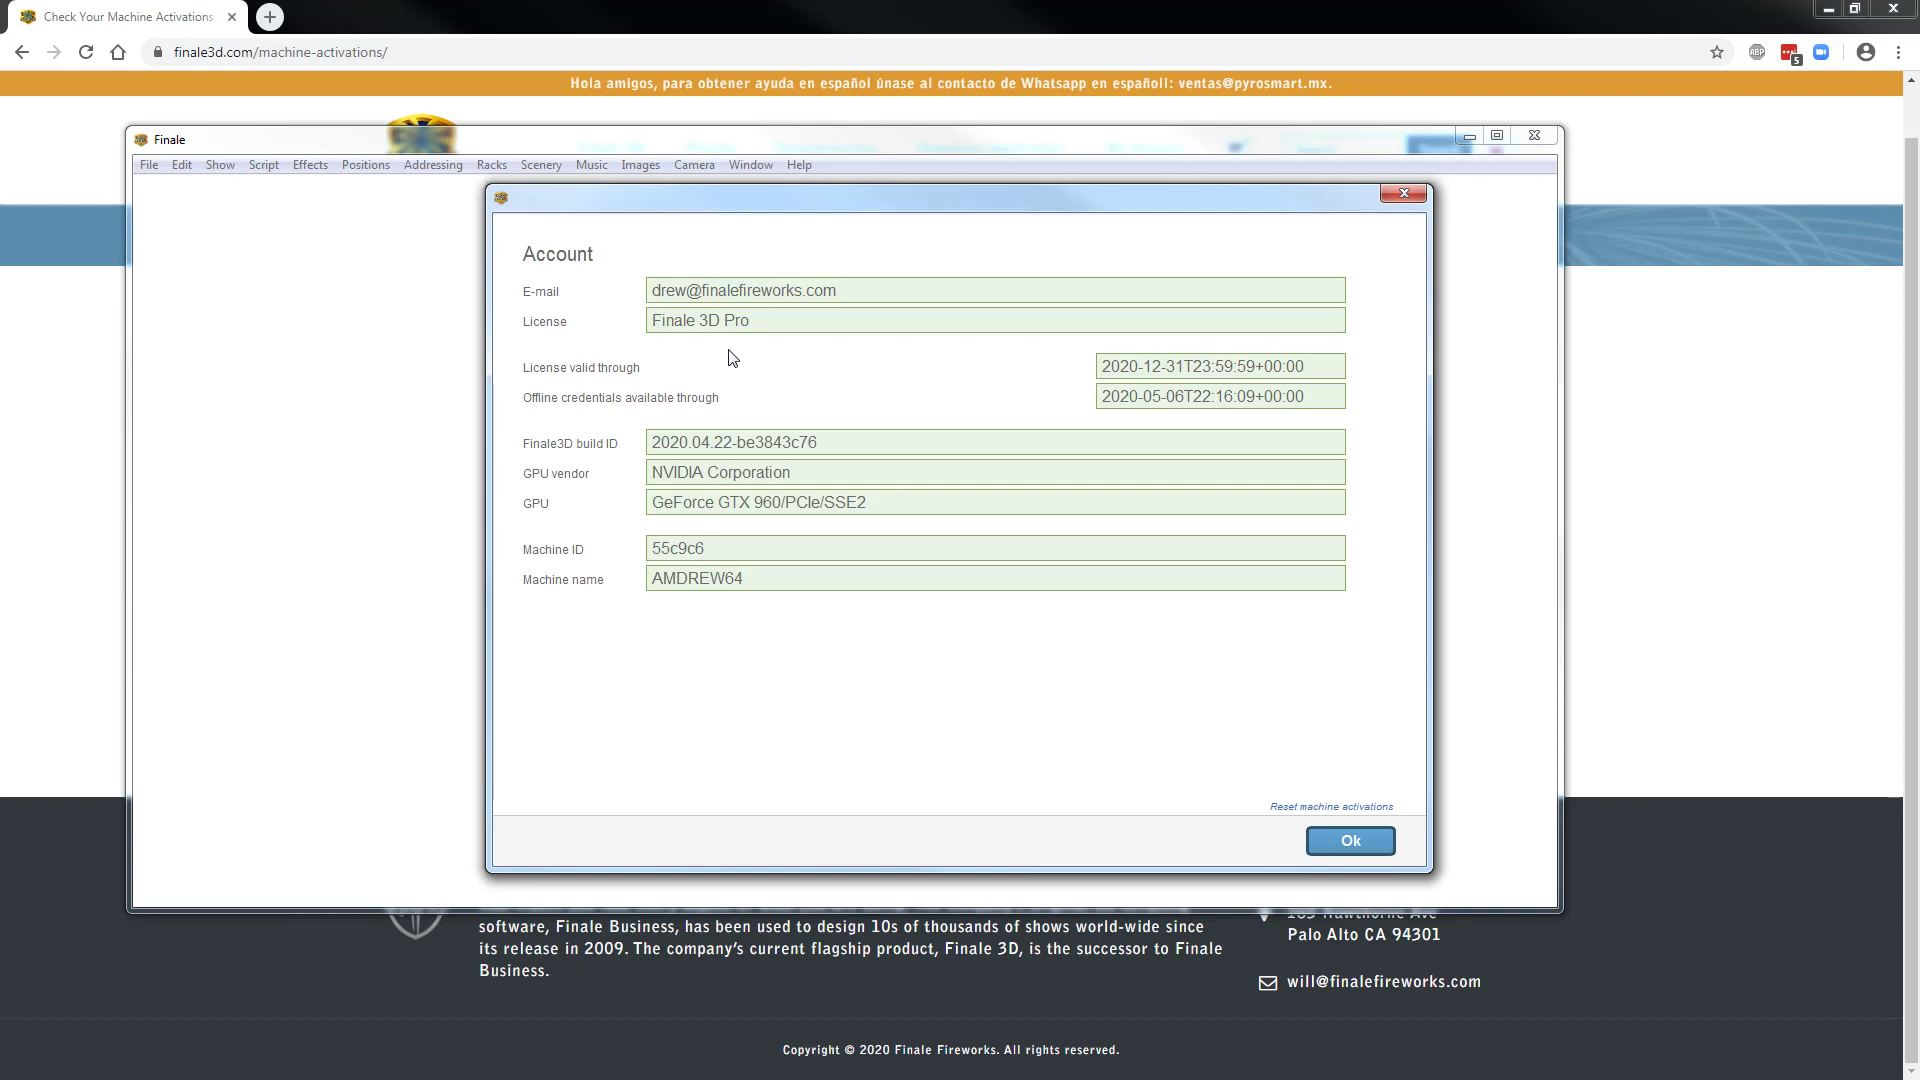 Check Your Machine Activations
finale3d.com/machine-activations/
ABP
5
Hola amigos, para obtener ayuda en español únase al contacto de Whatsapp en españoli: ventas@pyrosmart.mx.
Finale
File Edit Show Script Effects Positions Addressing Racks Scenery Music Images Camera Window Help
Account
E-mail drew@finalefireworks.com
License Finale 3D Pro
License valid through 2020-12-31T23:59:59+00:00
Offline credentials available through 2020-05-06T22:16:09+00:00
Finale3D build ID 2020.04.22-be3843c76
GPU vendor NVIDIA Corporation
GPU GeForce GTX 960/PCIe/SSE2
Machine ID 55c9c6
Machine name AMDREW64
Reset machine activations
Ok
software, Finale Business, has been used to design 10s of thousands of shows world-wide since
its release in 2009. The company's current flagship product, Finale 3D, is the successor to Finale
Business.
Palo Alto CA 94301
will@finalefireworks.com
Copyright © 2020 Finale Fireworks. All rights reserved.